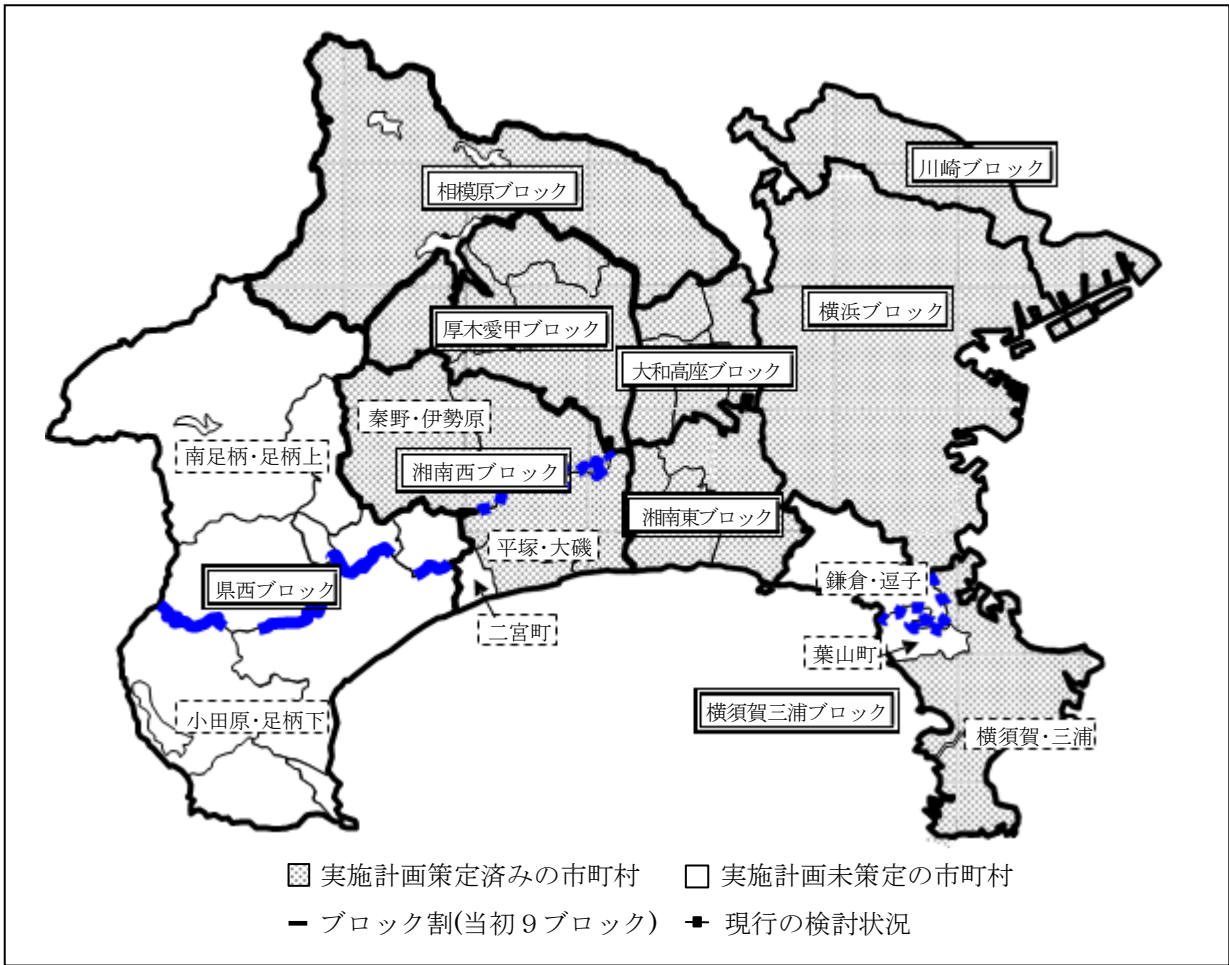 川崎ブロック
相模原ブロック
横浜ブロック
厚木愛甲ブロック
大和高座ブロック
秦野・伊勢原
南足柄・足柄上
湘南西ブロック
湘南東ブロック
平塚・大磯
鎌倉・逗子
県西ブロック
二宮町
葉山町
小田原・足柄下
横須賀三浦ブロック
横須賀・三浦
実施計画策定済みの市町村
実施計画未策定の市町村
ブロック割(当初９ブロック)
現行の検討状況